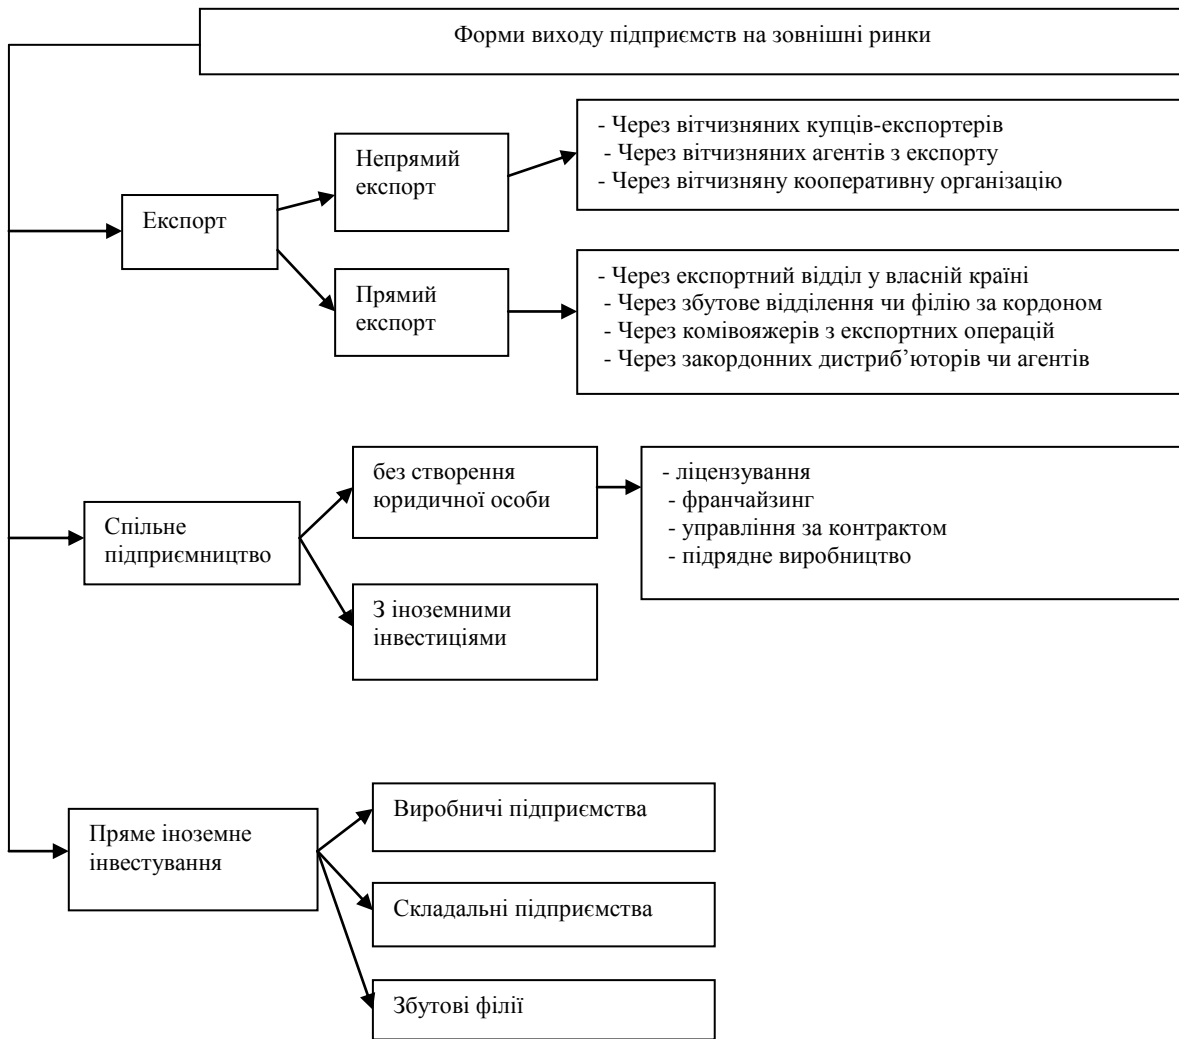 Форми виходу підприємств на зовнішні ринки
Непрямий
експорт
- Через вітчизняних купців-експортерів
- Через вітчизняних агентів з експорту
- Через вітчизняну кооперативну організацію
Експорт
Прямий
експорт
- Через експортний відділ у власній країні
- Через збутове відділення чи філію за кордоном
- Через комівояжерів з експортних операцій
- Через закордонних дистриб’юторів чи агентів
Спільне
підприємництво
без створення
юридичної особи
- ліцензування
- франчайзинг
- управління за контрактом
- підрядне виробництво
З іноземними
інвестиціями
Пряме іноземне
інвестування
Виробничі підприємства
Складальні підприємства
Збутові філії